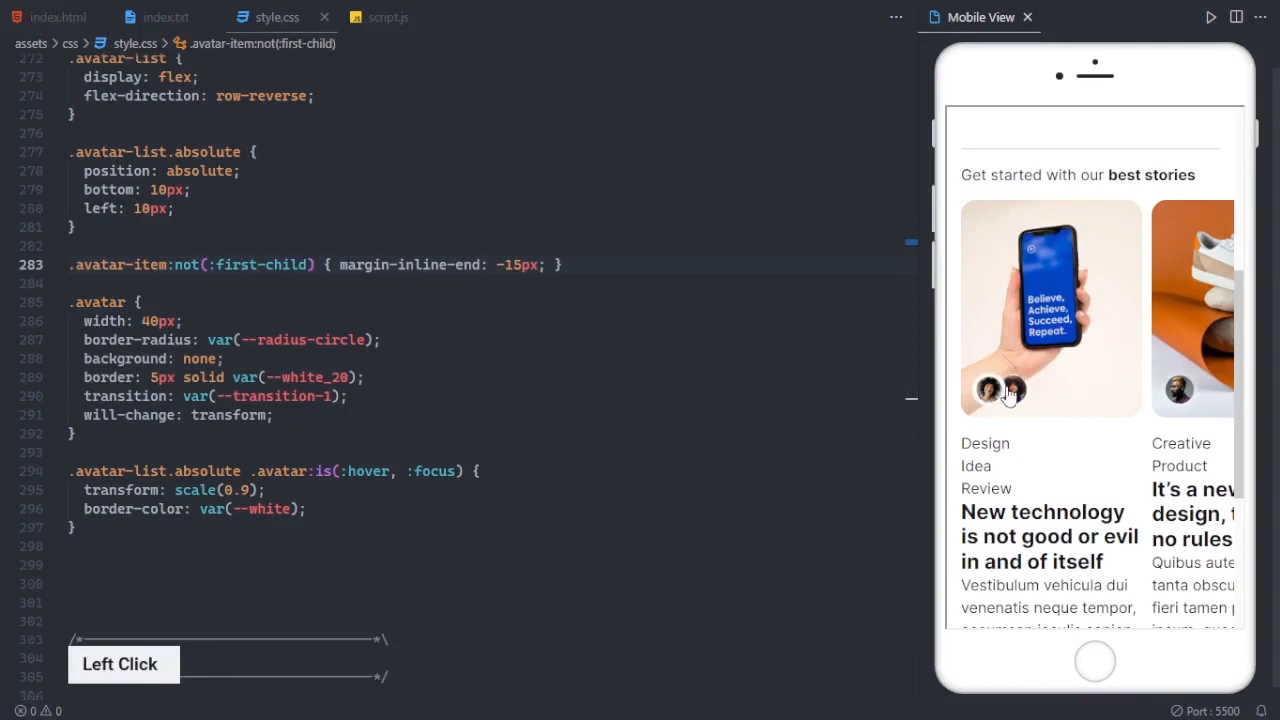 index.html index.txt style.css script.js ···
assets > css > style.css > .avatar-item:not(:first-child)
272 .avatar-list {
273 display: flex;
274 flex-direction: row-reverse;
275 }
276
277 .avatar-list.absolute {
278 position: absolute;
279 bottom: 10px;
280 left: 10px;
281 }
282
283 .avatar-item:not(:first-child) { margin-inline-end: -15px; }
284
285 .avatar {
286 width: 40px;
287 border-radius: var(--radius-circle);
288 background: none;
289 border: 5px solid var(--white_20);
290 transition: var(--transition-1);
291 will-change: transform;
292 }
293
294 .avatar-list.absolute .avatar:is(:hover, :focus) {
295 transform: scale(0.9);
296 border-color: var(--white);
297 }
298
299
300
301
302
303 /*-----------------------------------*\
304
305 -----------------------------------*/
306
Left Click
0 0
Mobile View ···
Get started with our best stories
Believe,
Achieve,
Succeed,
Repeat.
Design
Idea
Review
New technology
is not good or evil
in and of itself
Vestibulum vehicula dui
venenatis neque tempor,
Creative
Product
It’s a new
design, t
no rules
Quibus aute
tanta obscu
fieri tamen p
Port : 5500